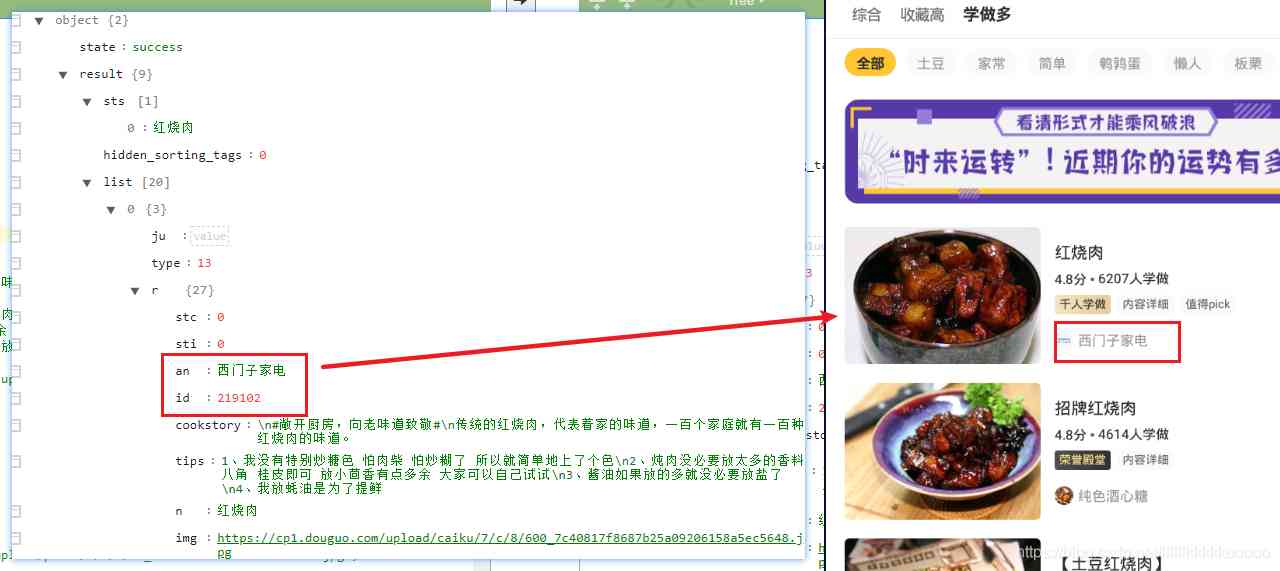 object {2}
state : success
result {9}
sts [1]
0 : 红烧肉
hidden_sorting_tags : 0
list [20]
0 {3}
ju : value
type : 13
r {27}
stc : 0
sti : 0
an : 西门子家电
id : 219102
cookstory : \n#敞开厨房，向老味道致敬#\n传统的红烧肉，代表着家的味道，一百个家庭就有一百种
红烧肉的味道。
tips : 1、我没有特别炒糖色 怕肉柴 怕炒糊了 所以就简单地上了个色\n2、炖肉没必要放太多的香料
八角 桂皮即可 放小茴香有点多余 大家可以自己试试\n3、酱油如果放的多就没必要放盐了
\n4、我放蚝油是为了提鲜
n : 红烧肉
img : https://cp1.douguo.com/upload/caiku/7/c/8/600_7c40817f8687b25a09206158a5ec5648.j
pg
综合 收藏高 学做多
全部 土豆 家常 简单 鹌鹑蛋 懒人 板栗
看清形式才能乘风破浪
“时来运转”！近期你的运势有多
红烧肉
4.8分 • 6207人学做
千人学做 内容详细 值得pick
西门子家电
招牌红烧肉
4.8分 • 4614人学做
荣誉殿堂 内容详细
纯色酒心糖
【土豆红烧肉】